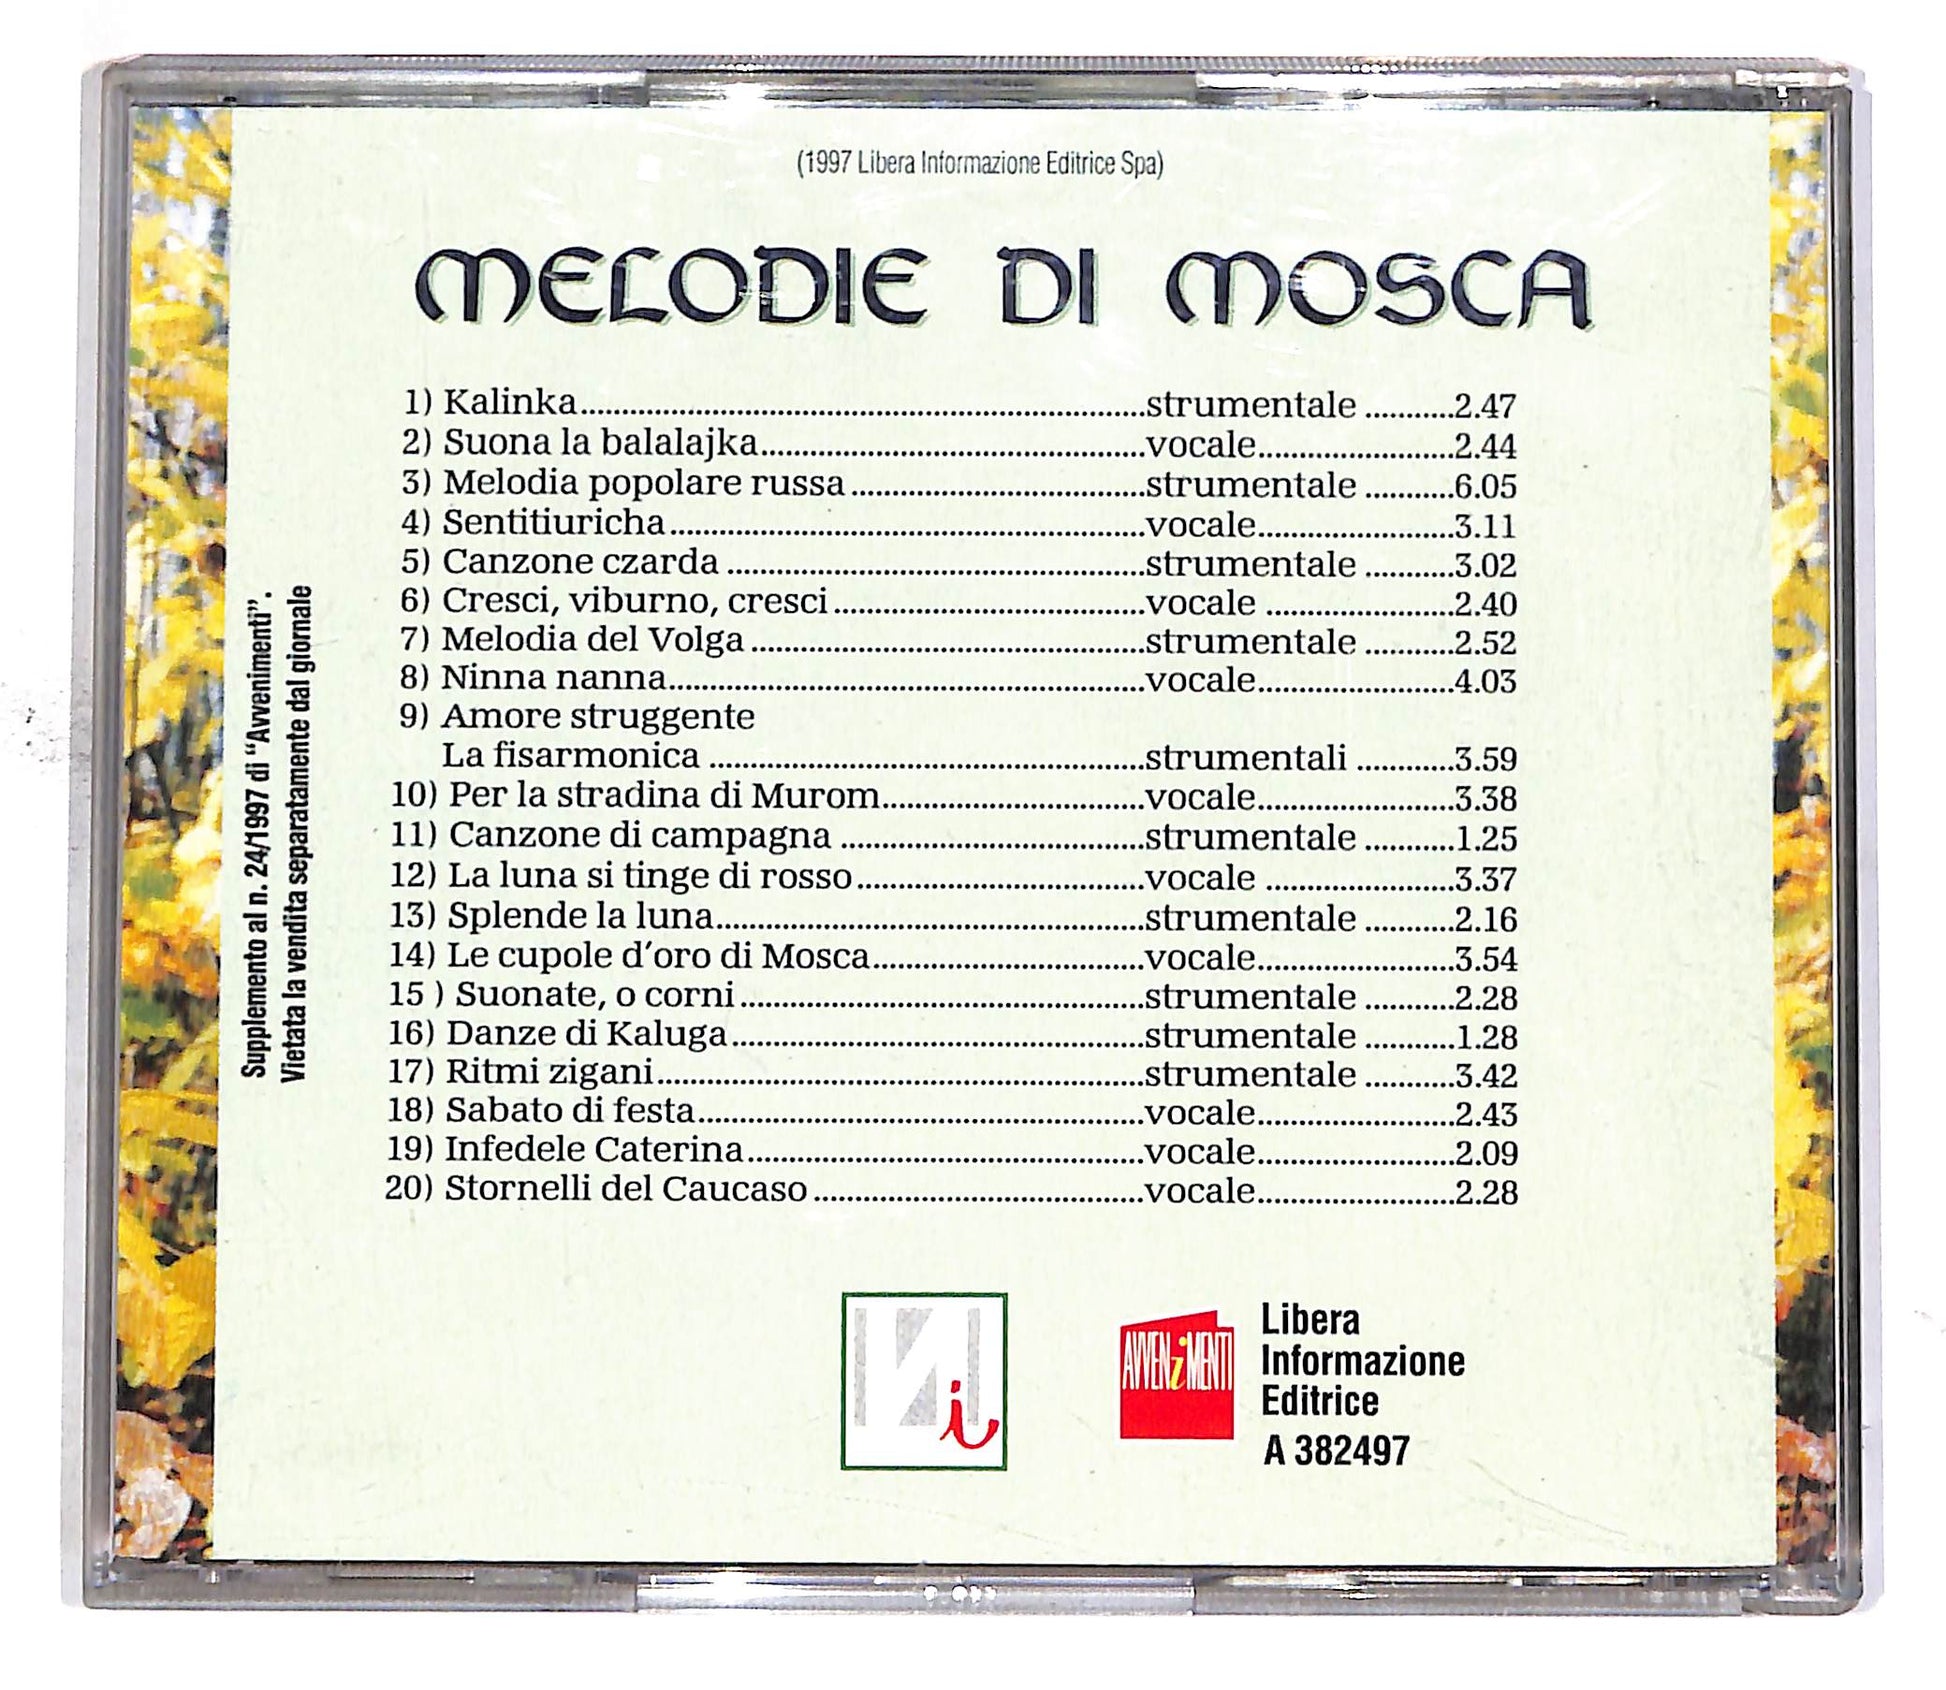 (1997 Libera Informazione Editrice Spa)
MELODIE DI MOSCA
1) Kalinka....................strumentale ...........2.47
2) Suona la balalajka....................vocale....................2.44
3) Melodia popolare russa ....................strumentale ...........6.05
4) Sentitiuricha....................vocale....................3.11
5) Canzone czarda ....................strumentale ...........3.02
6) Cresci, viburno, cresci....................vocale ....................2.40
7) Melodia del Volga ....................strumentale ...........2.52
8) Ninna nanna....................vocale....................4.03
9) Amore struggente
La fisarmonica ....................strumentali ............3.59
10) Per la stradina di Murom....................vocale....................3.38
11) Canzone di campagna ....................strumentale ...........1.25
12) La luna si tinge di rosso....................vocale ....................3.37
13) Splende la luna....................strumentale ...........2.16
14) Le cupole d’oro di Mosca....................vocale....................3.54
15 ) Suonate, o corni....................strumentale ...........2.28
16) Danze di Kaluga....................strumentale ...........1.28
17) Ritmi zigani....................strumentale ...........3.42
18) Sabato di festa....................vocale....................2.43
19) Infedele Caterina....................vocale....................2.09
20) Stornelli del Caucaso ....................vocale....................2.28
Supplemento al n. 24/1997 di “Avvenimenti”.
Vietata la vendita separatamente dal giornale
AVVENiMENTI
Libera
Informazione
Editrice
A 382497